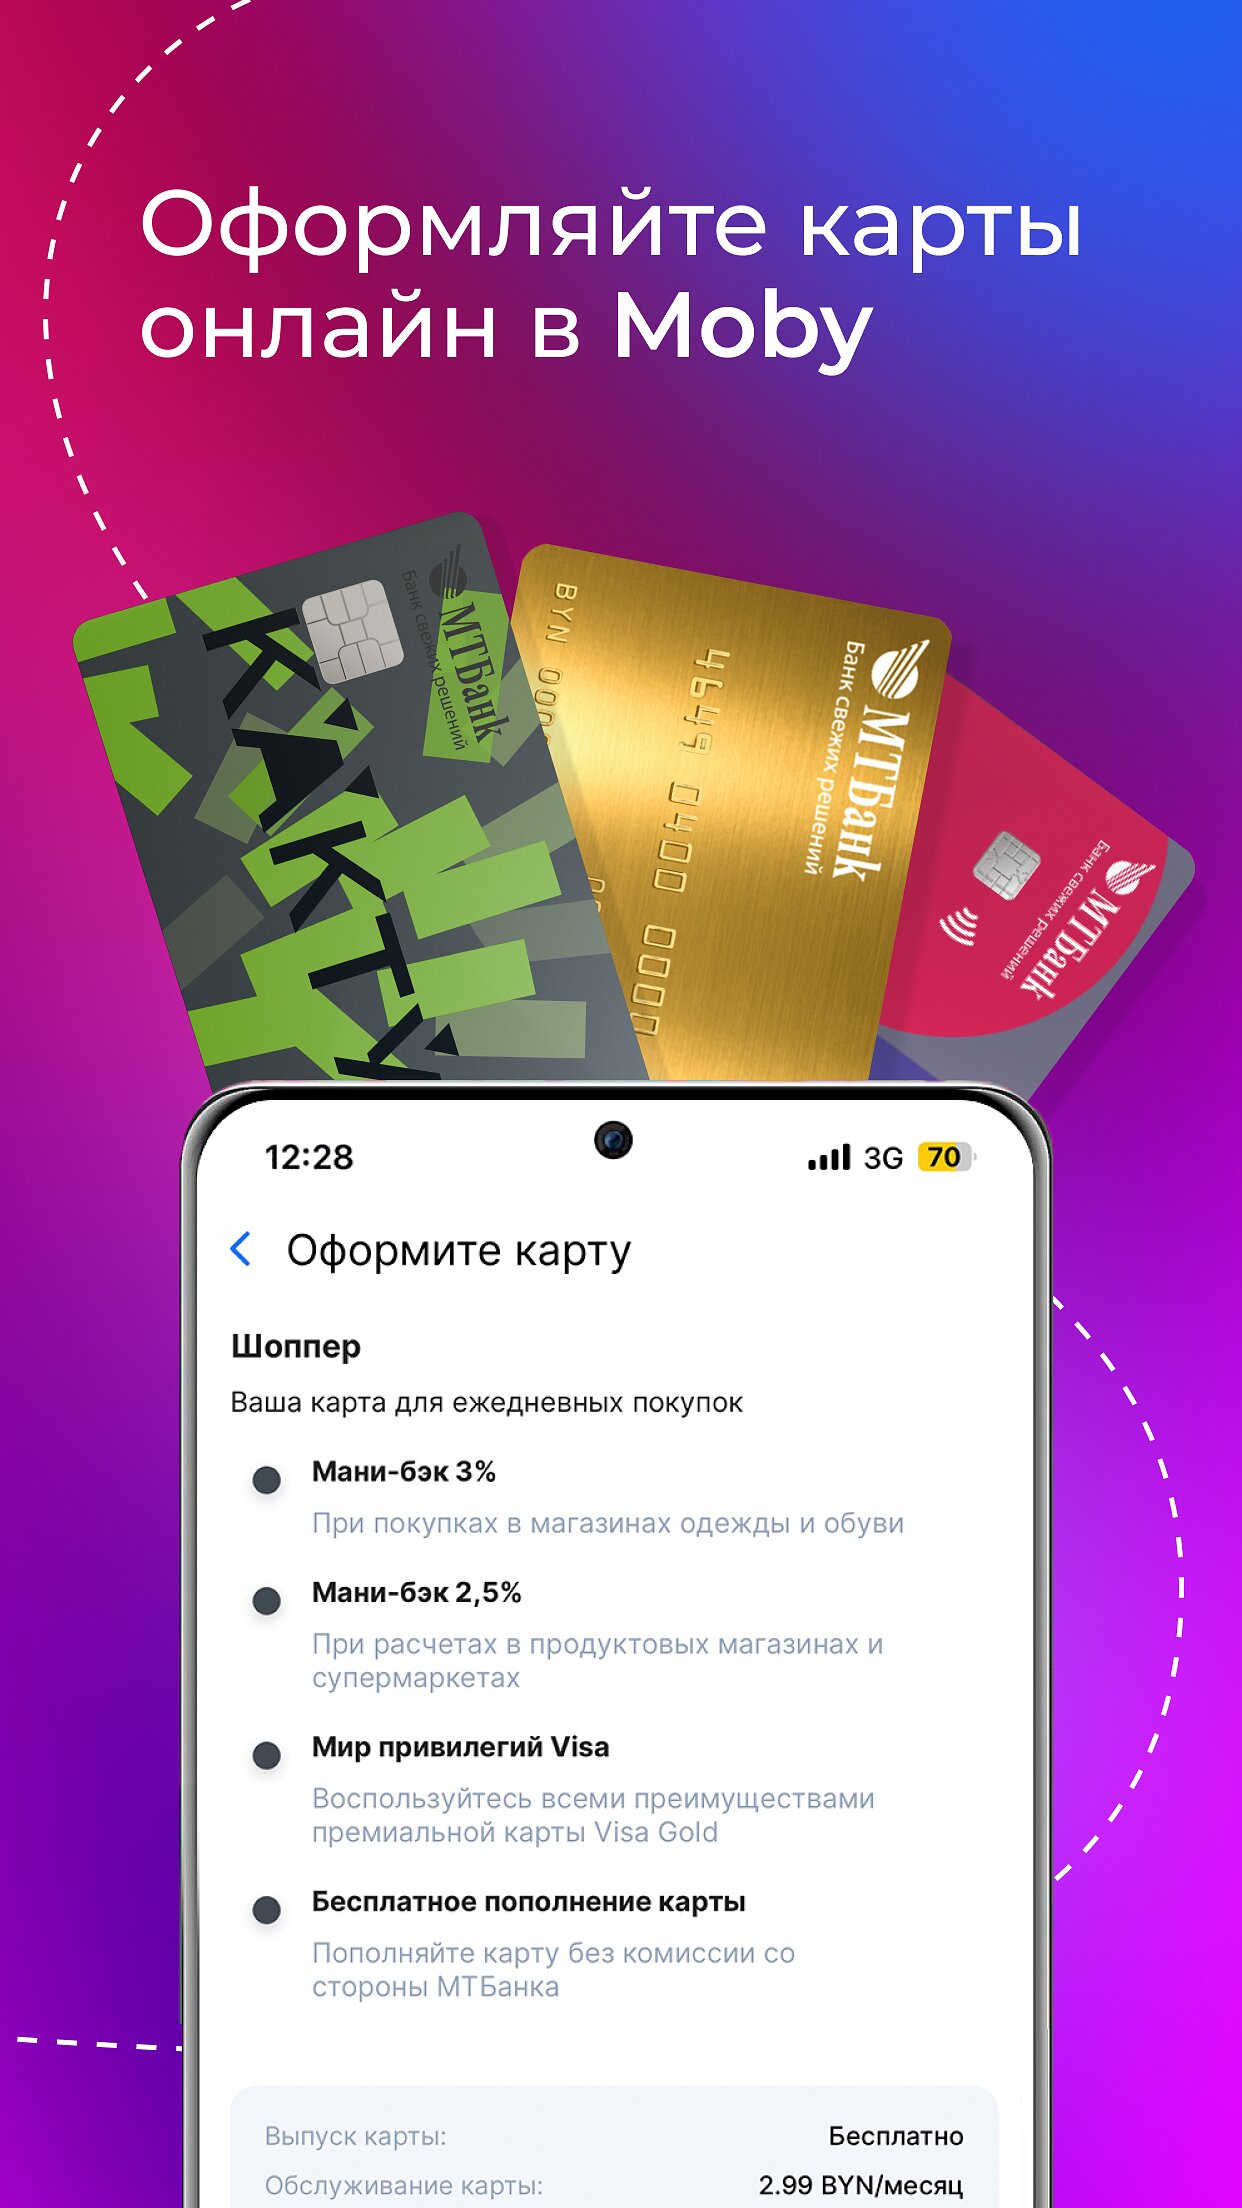 Оформляйте карты
онлайн в Moby
КАКТУ
МТБанк
Банк свежих решений
BYN 000
4649 0400 0000
МТБанк
Банк свежих решений
МТБанк
Банк свежих решений
12:28
3G 70
Оформите карту
Шоппер
Ваша карта для ежедневных покупок
Мани-бэк 3%
При покупках в магазинах одежды и обуви
Мани-бэк 2,5%
При расчетах в продуктовых магазинах и
супермаркетах
Мир привилегий Visa
Воспользуйтесь всеми преимуществами
премиальной карты Visa Gold
Бесплатное пополнение карты
Пополняйте карту без комиссии со
стороны МТБанка
Выпуск карты: Бесплатно
Обслуживание карты: 2.99 BYN/месяц